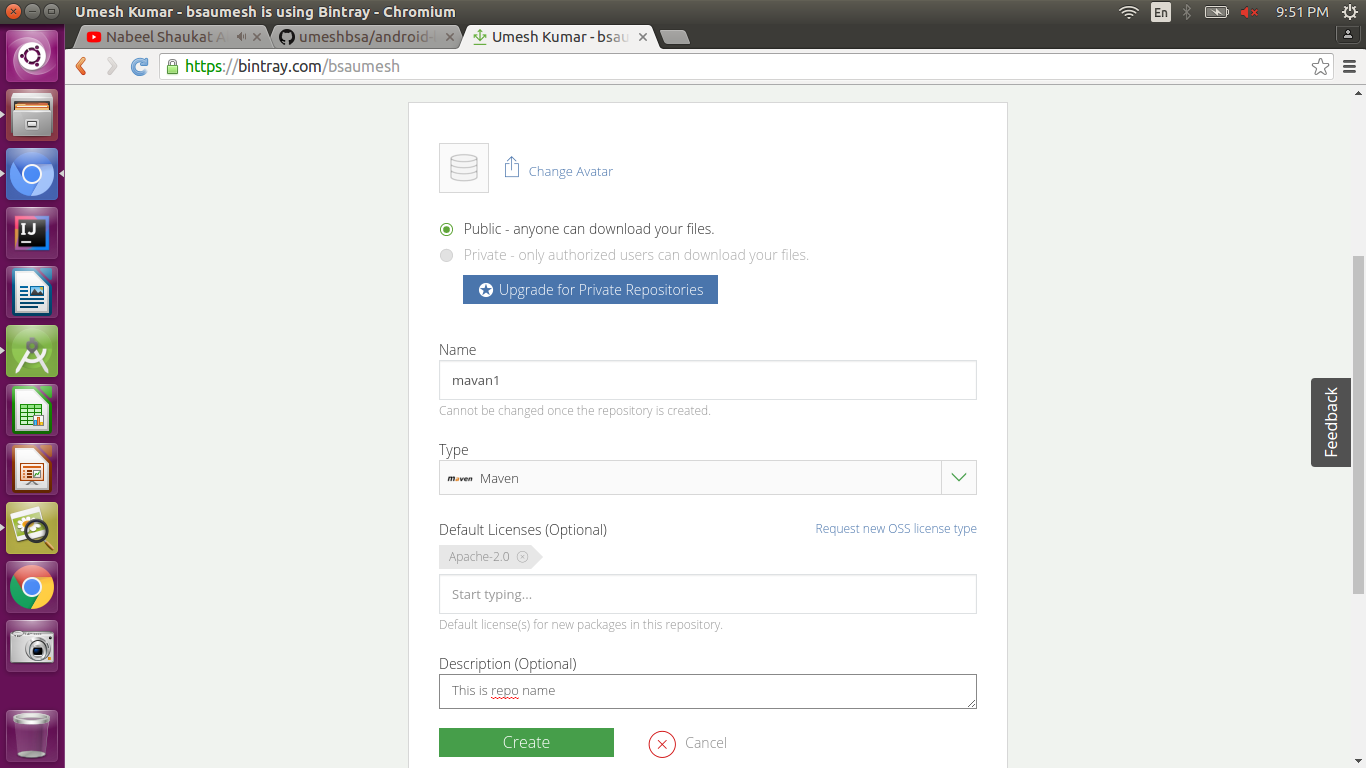 Umesh Kumar - bsaumesh is using Bintray - Chromium
En
9:51 PM
Nabeel Shaukat A
umeshbsa/android-
Umesh Kumar - bsau
https://bintray.com/bsaumesh
Change Avatar
Public - anyone can download your files.
Private - only authorized users can download your files.
Upgrade for Private Repositories
Name
mavan1
Cannot be changed once the repository is created.
Type
maven Maven
Default Licenses (Optional)
Request new OSS license type
Apache-2.0
Start typing...
Default license(s) for new packages in this repository.
Description (Optional)
This is repo name
Create
Cancel
Feedback
IJ